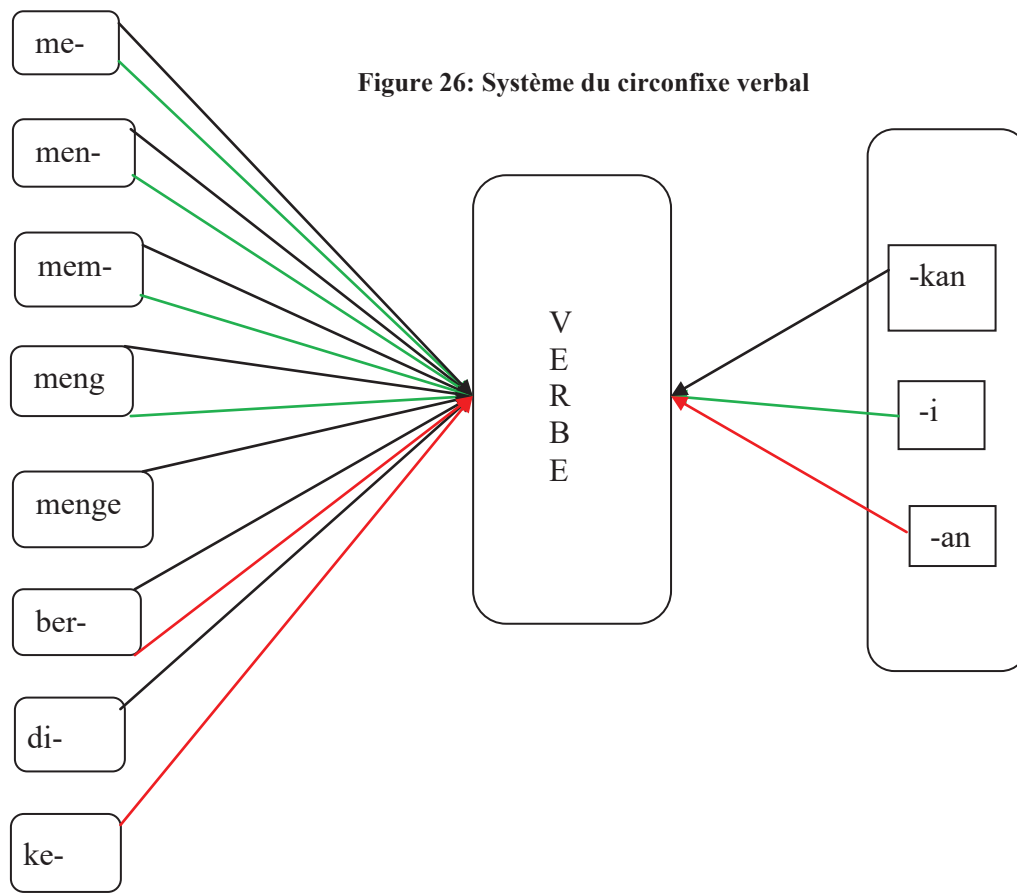 Figure 26: Système du circonfixe verbal
me-
men-
mem-
meng
menge
ber-
di-
ke-
V
E
R
B
E
-kan
-i
-an